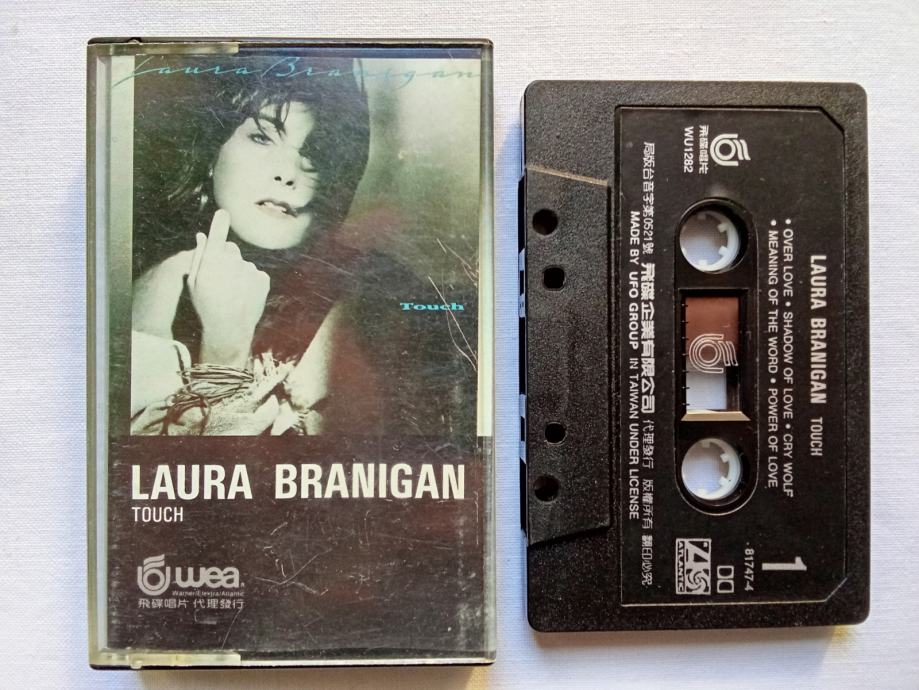 Laura Branigan
Touch
LAURA BRANIGAN
TOUCH
wea
Warner/Elektra/Atlantic
飛碟唱片 代理發行
飛碟唱片
WU1282
LAURA BRANIGAN TOUCH
• OVER LOVE • SHADOW OF LOVE • CRY WOLF
• MEANING OF THE WORD • POWER OF LOVE
局版台音字第0521號 飛碟企業有限公司 代理發行 版權所有 翻印必究
MADE BY UFO GROUP IN TAIWAN UNDER LICENSE
ATLANTIC
81747-4
1